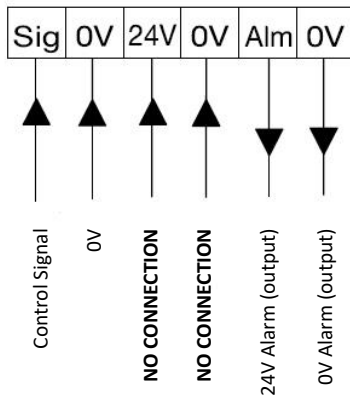 Sig 0V 24V 0V Alm 0V
Control Signal
0V
NO CONNECTION
NO CONNECTION
24V Alarm (output)
0V Alarm (output)